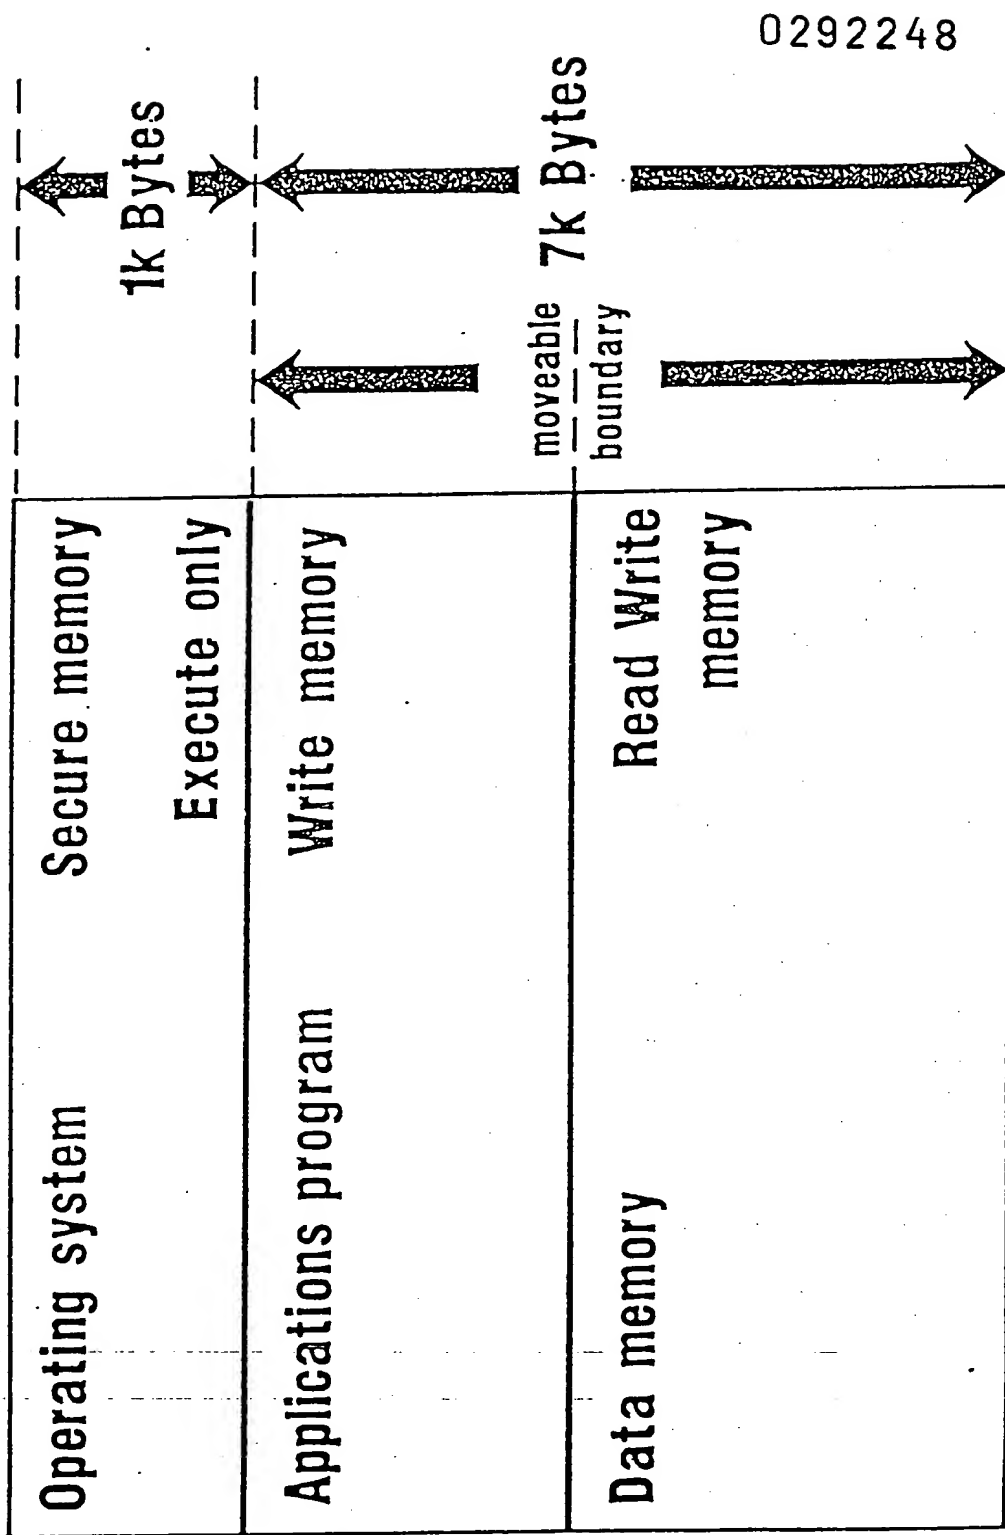 0292248
Operating system
Secure memory
1k Bytes
Execute only
Applications program
Write memory
7k Bytes
moveable
boundary
Data memory
Read Write
memory